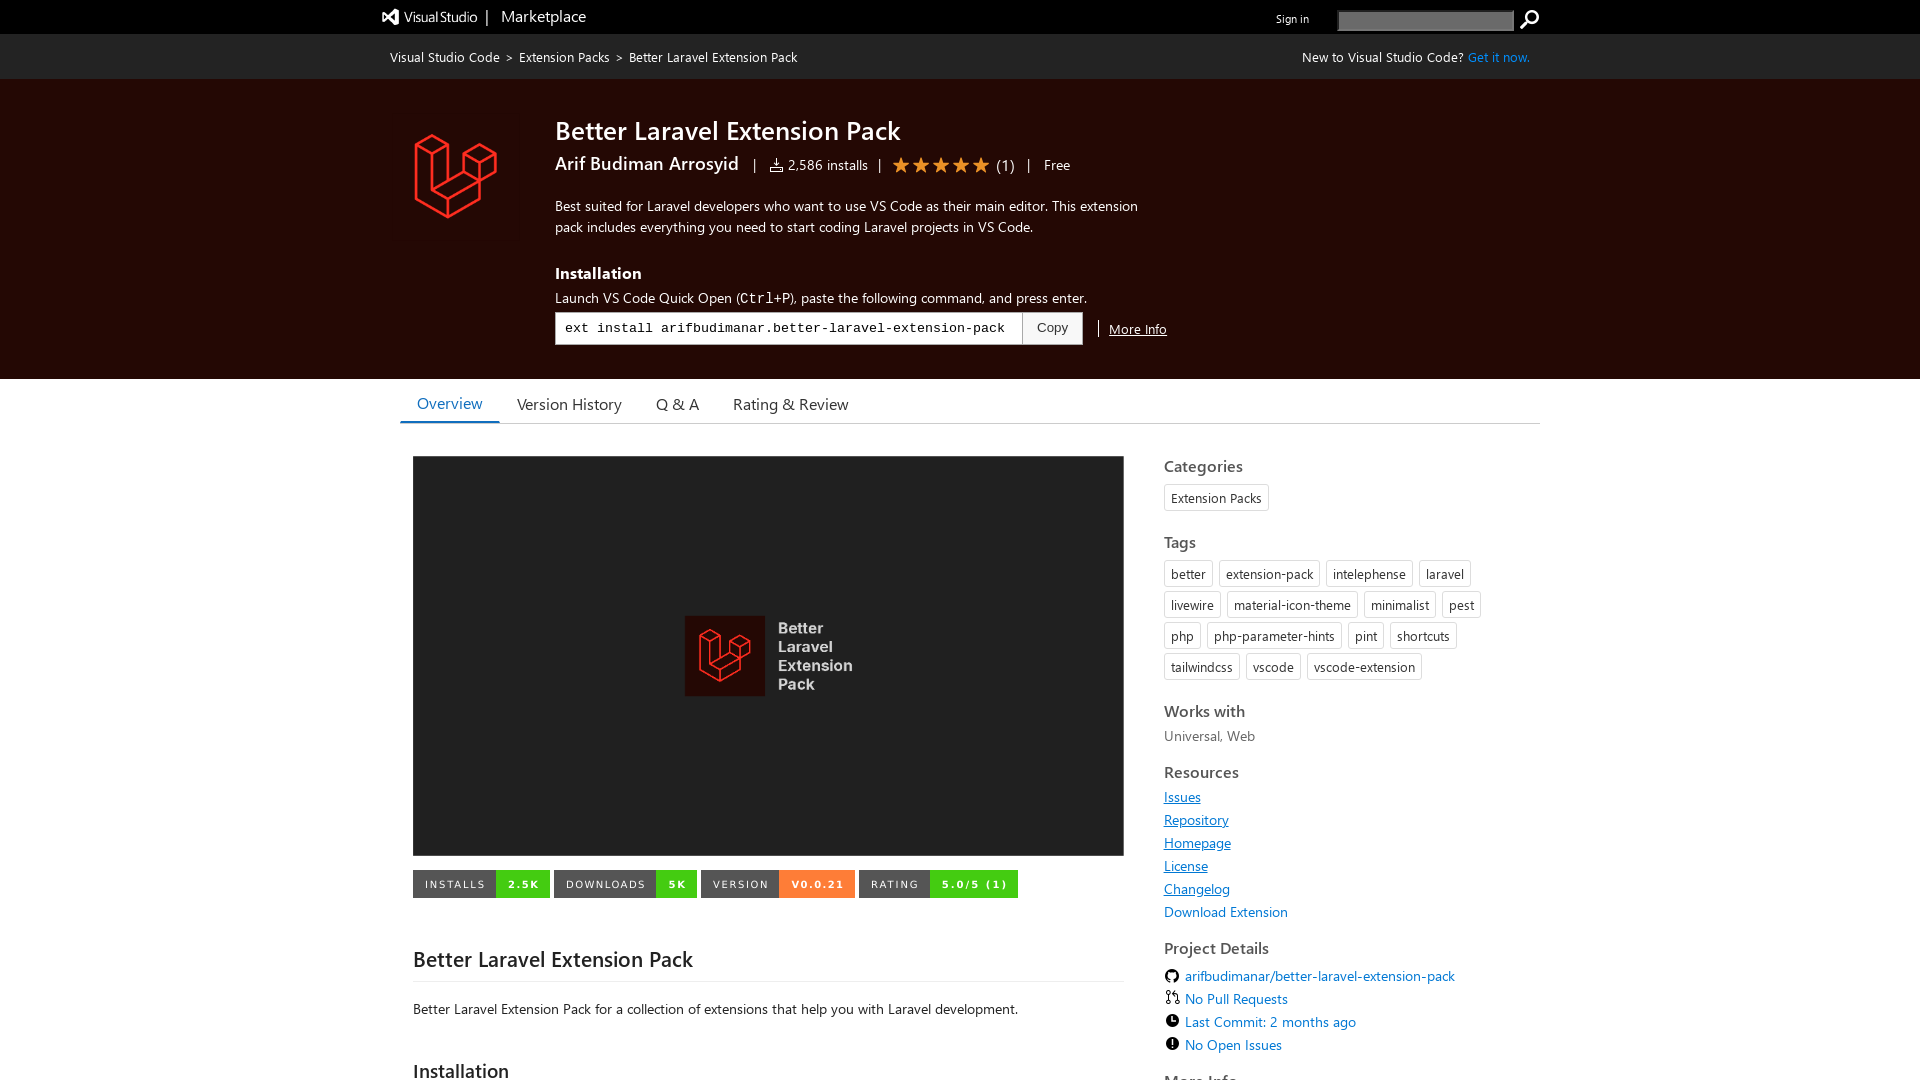 Visual Studio | Marketplace
Sign in
Visual Studio Code > Extension Packs > Better Laravel Extension Pack
New to Visual Studio Code? Get it now.
Better Laravel Extension Pack
Arif Budiman Arrosyid | 2,586 installs | (1) | Free
Best suited for Laravel developers who want to use VS Code as their main editor. This extension
pack includes everything you need to start coding Laravel projects in VS Code.
Installation
Launch VS Code Quick Open (Ctrl+P), paste the following command, and press enter.
ext install arifbudimanar.better-laravel-extension-pack
Copy
More Info
Overview
Version History
Q & A
Rating & Review
Better
Laravel
Extension
Pack
INSTALLS 2.5K
DOWNLOADS 5K
VERSION V0.0.21
RATING 5.0/5 (1)
Better Laravel Extension Pack
Better Laravel Extension Pack for a collection of extensions that help you with Laravel development.
Installation
Categories
Extension Packs
Tags
better extension-pack intelephense laravel
livewire material-icon-theme minimalist pest
php php-parameter-hints pint shortcuts
tailwindcss vscode vscode-extension
Works with
Universal, Web
Resources
Issues
Repository
Homepage
License
Changelog
Download Extension
Project Details
arifbudimanar/better-laravel-extension-pack
No Pull Requests
Last Commit: 2 months ago
No Open Issues
More Info